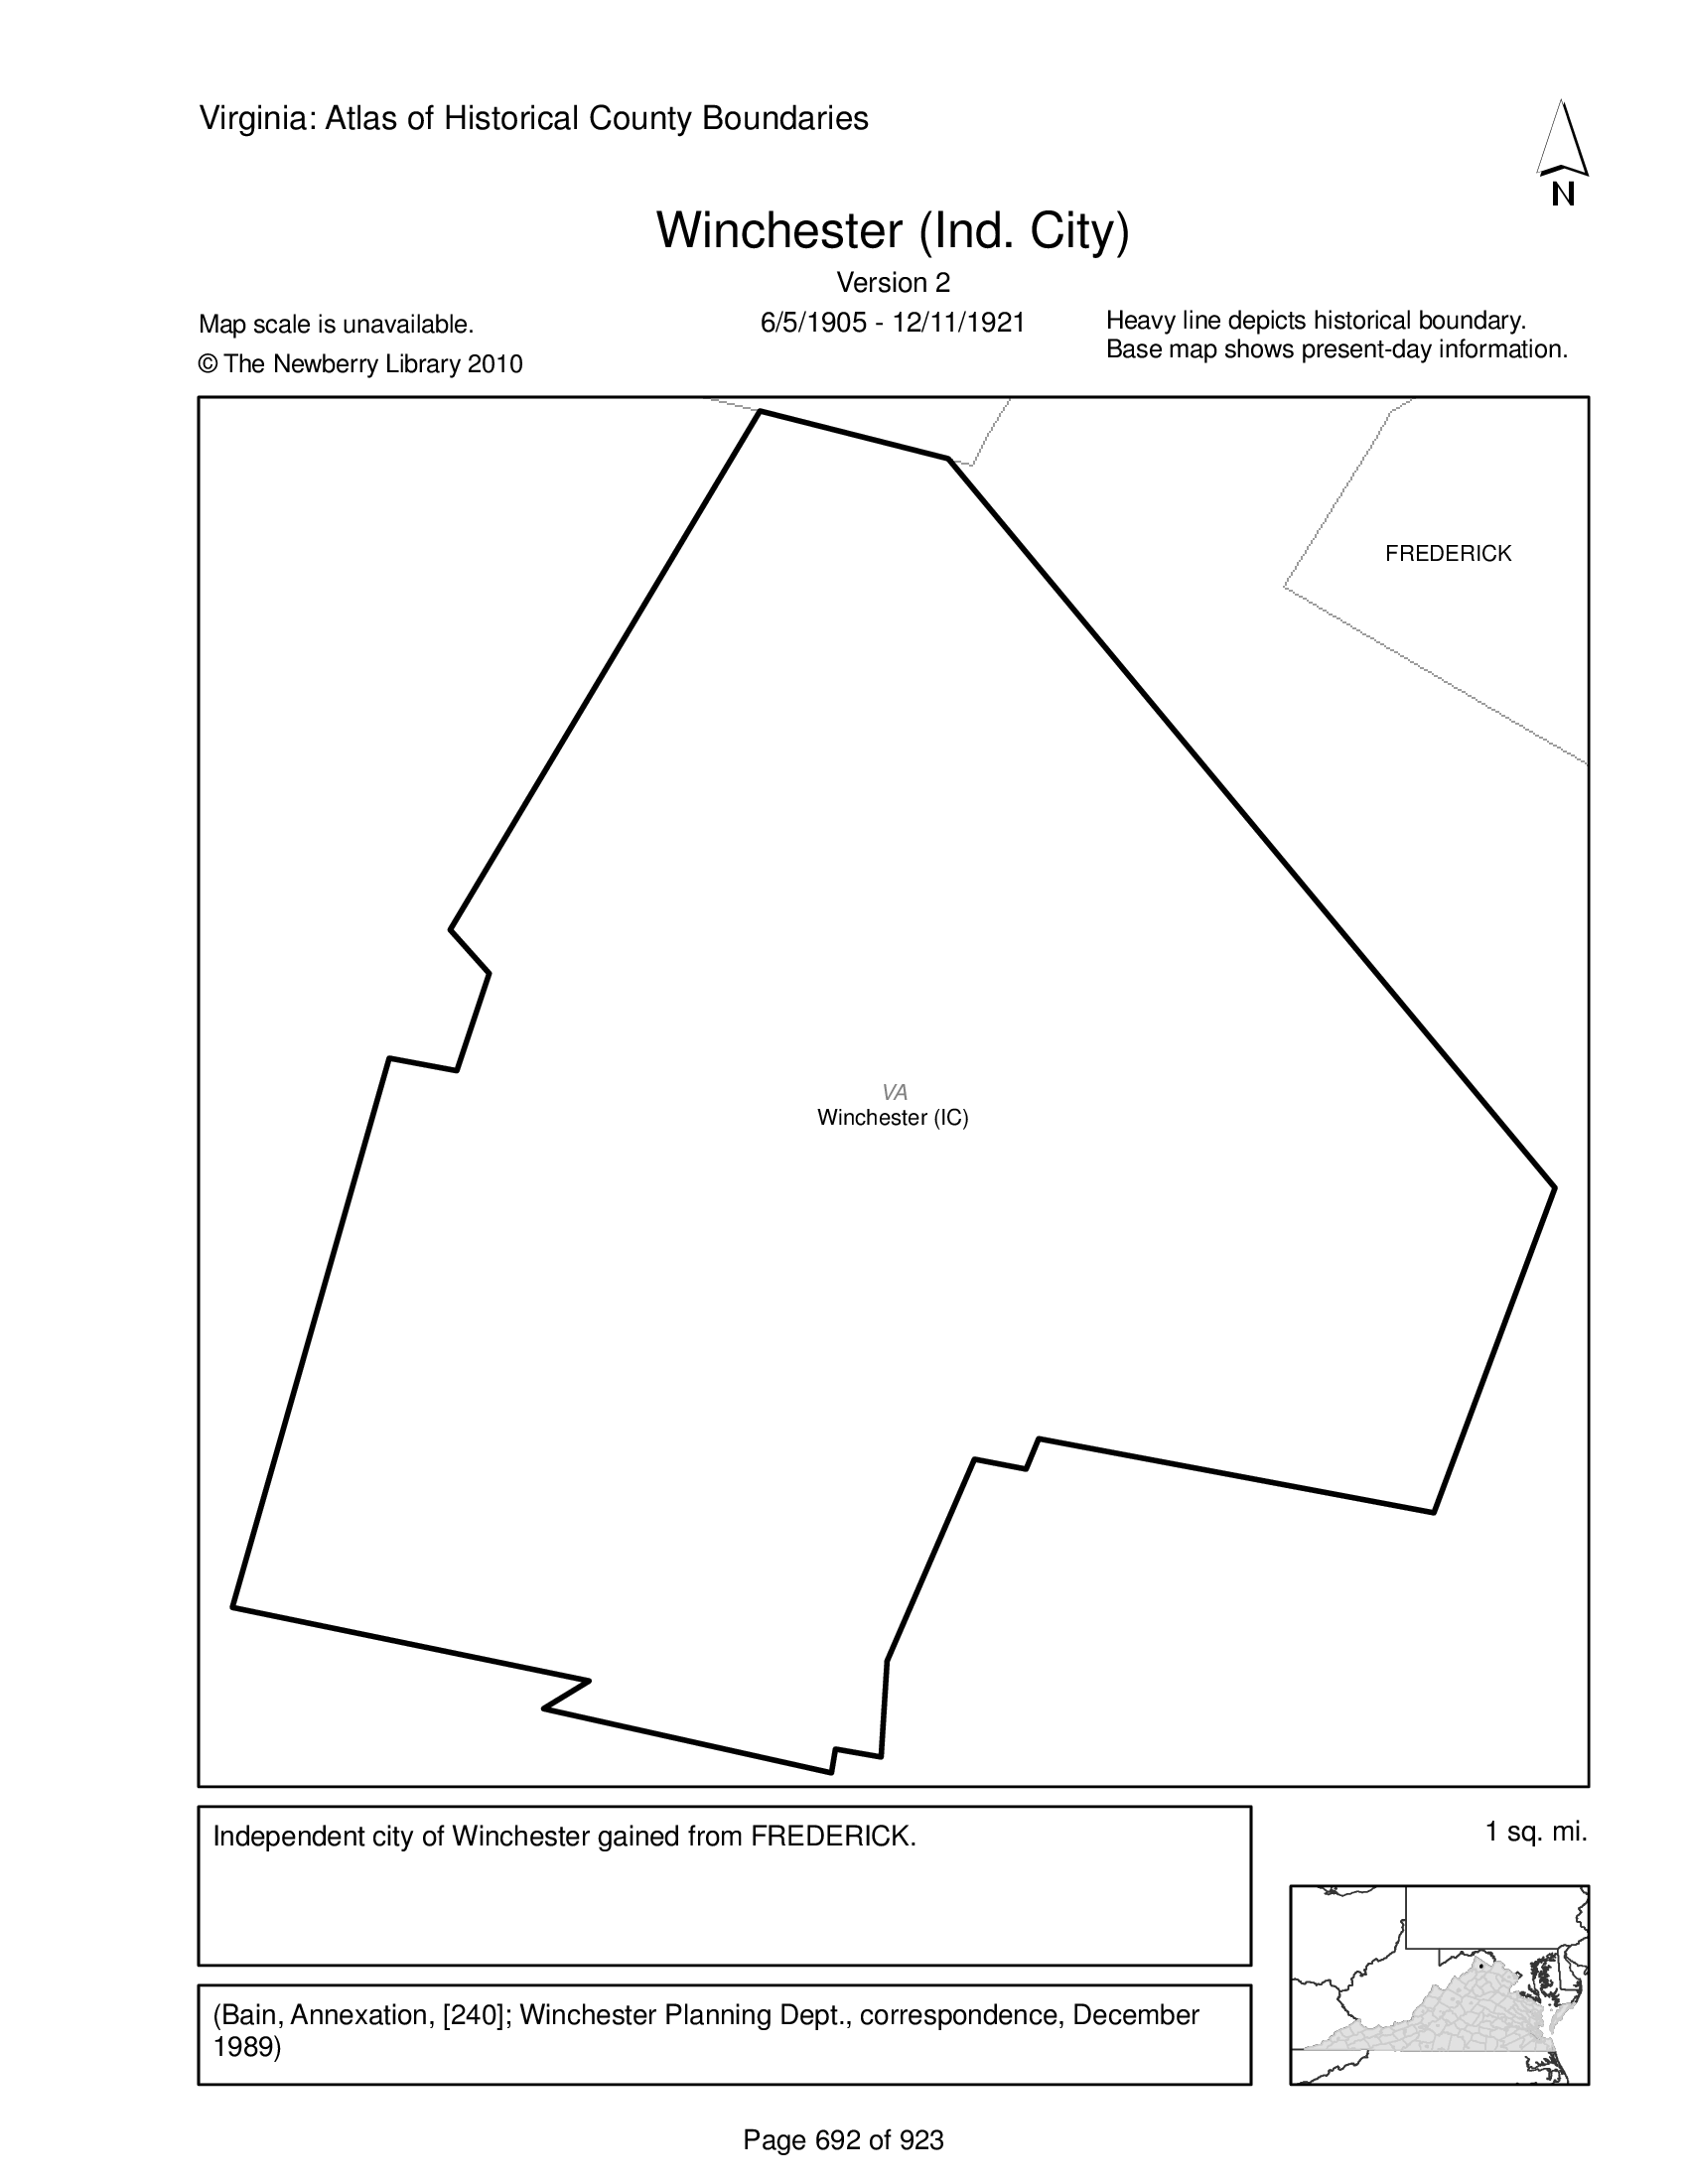 Virginia: Atlas of Historical County Boundaries
N
Winchester (Ind. City)
Version 2
Map scale is unavailable.
6/5/1905 - 12/11/1921
Heavy line depicts historical boundary.
© The Newberry Library 2010
Base map shows present-day information.
FREDERICK
VA
Winchester (IC)
Independent city of Winchester gained from FREDERICK.
1 sq. mi.
(Bain, Annexation, [240]; Winchester Planning Dept., correspondence, December
1989)
Page 692 of 923